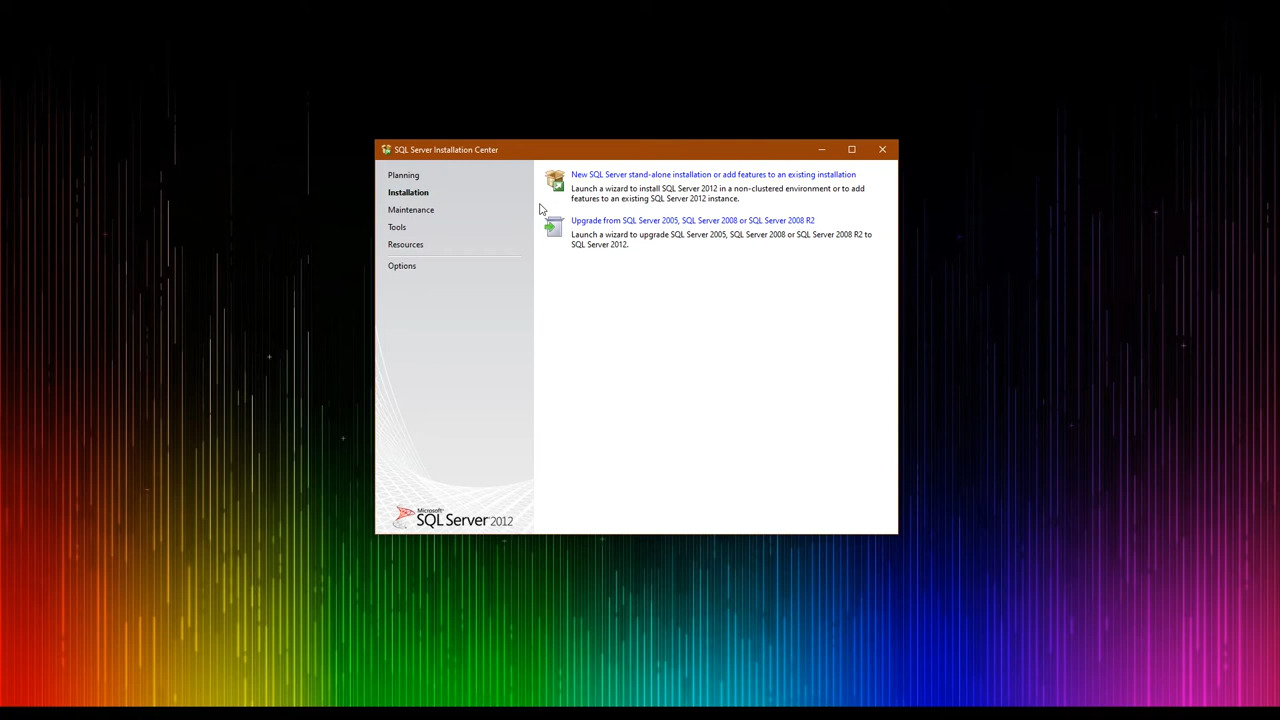 SQL Server Installation Center
Planning
Installation
Maintenance
Tools
Resources
Options
New SQL Server stand-alone installation or add features to an existing installation
Launch a wizard to install SQL Server 2012 in a non-clustered environment or to add
features to an existing SQL Server 2012 instance.
Upgrade from SQL Server 2005, SQL Server 2008 or SQL Server 2008 R2
Launch a wizard to upgrade SQL Server 2005, SQL Server 2008 or SQL Server 2008 R2 to
SQL Server 2012.
Microsoft
SQL Server 2012